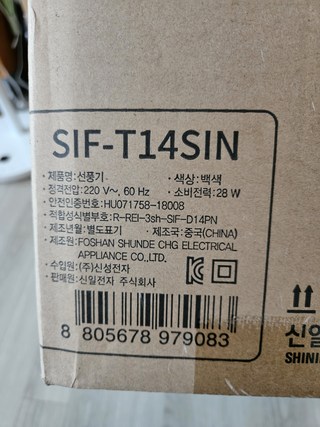 SIF-T14SIN
· 제품명: 선풍기 · 색상: 백색
· 정격전압: 220 V~, 60 Hz · 소비전력: 28 W
· 안전인증번호: HU071758-18008
· 적합성식별부호: R-REI-3sh-SIF-D14PN
· 제조년월: 별도표기 · 제조국: 중국(CHINA)
· 제조원: FOSHAN SHUNDE CHG ELECTRICAL
APPLIANCE CO.,LTD.
· 수입원: (주)신성전자
· 판매원: 신일전자 주식회사
8 805678 979083
신일
SHINI